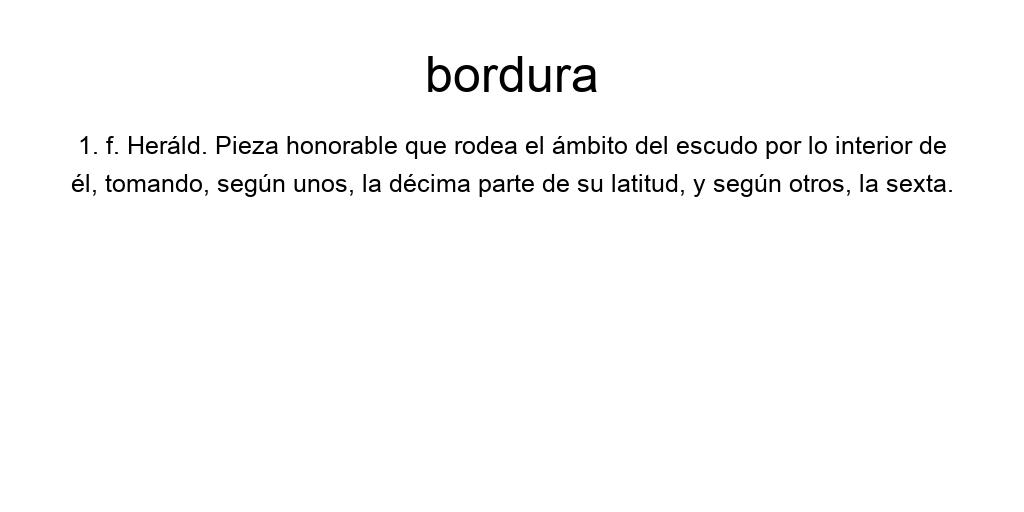 bordura
1. f. Heráld. Pieza honorable que rodea el ámbito del escudo por lo interior de
él, tomando, según unos, la décima parte de su latitud, y según otros, la sexta.